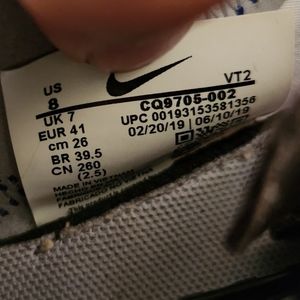 US
8
UK 7
EUR 41
cm 26
BR 39.5
CN 260
(2.5)
VT2
CQ9705-002
UPC 00193153581356
02/20/19 06/10/19
MADE IN VIETNAM